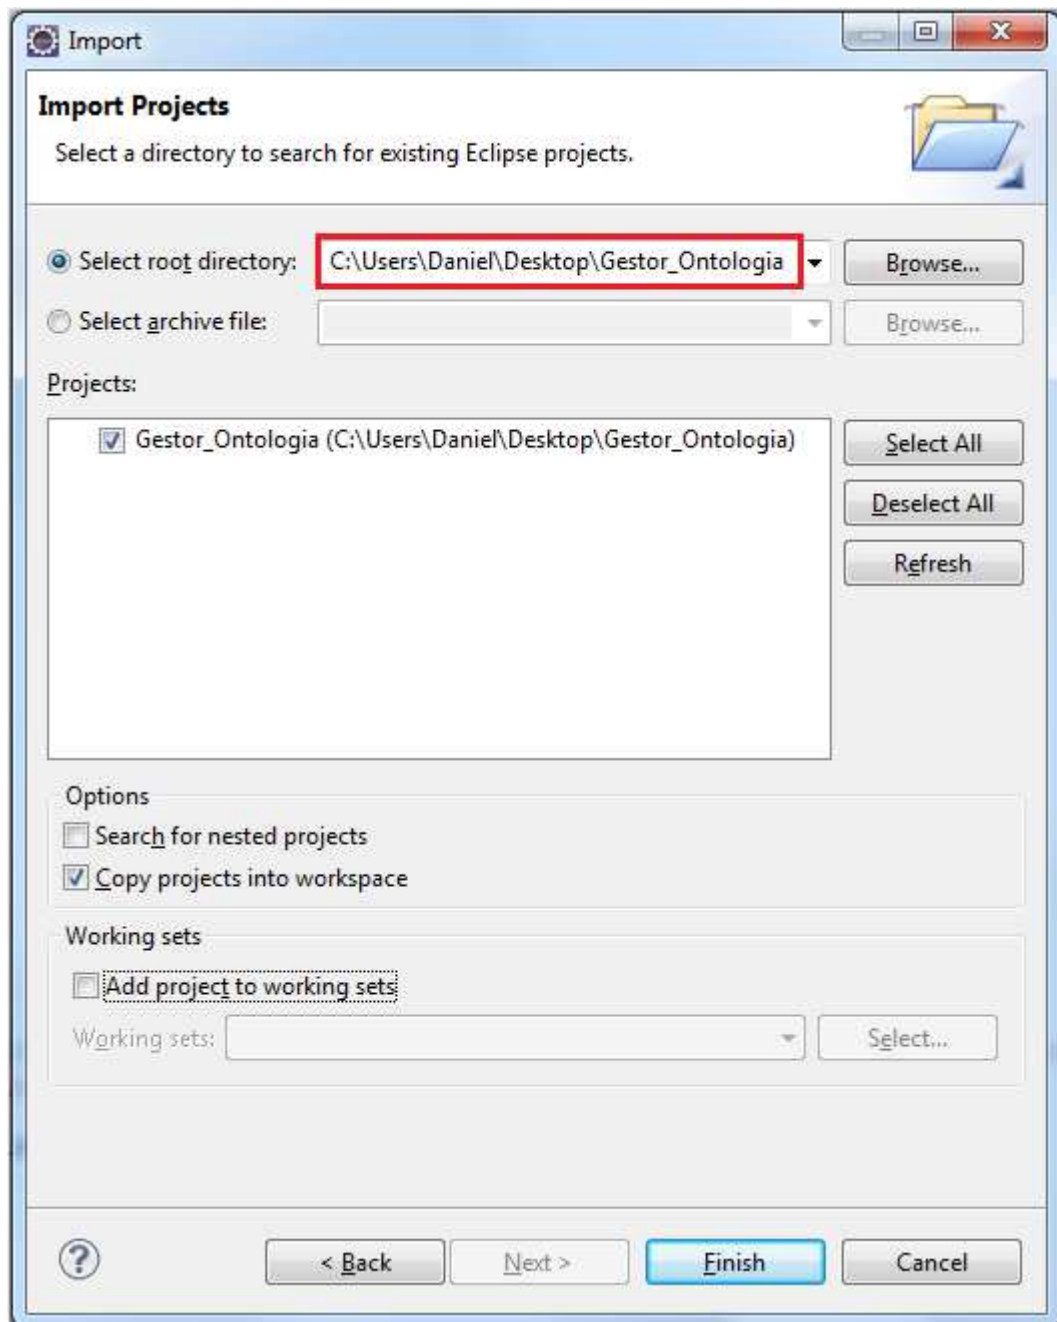 Import
Import Projects
Select a directory to search for existing Eclipse projects.
Select root directory: C:\Users\Daniel\Desktop\Gestor_Ontologia Browse...
Select archive file: Browse...
Projects:
Gestor_Ontologia (C:\Users\Daniel\Desktop\Gestor_Ontologia)
Select All
Deselect All
Refresh
Options
Search for nested projects
Copy projects into workspace
Working sets
Add project to working sets
Working sets: Select...
? < Back Next > Finish Cancel